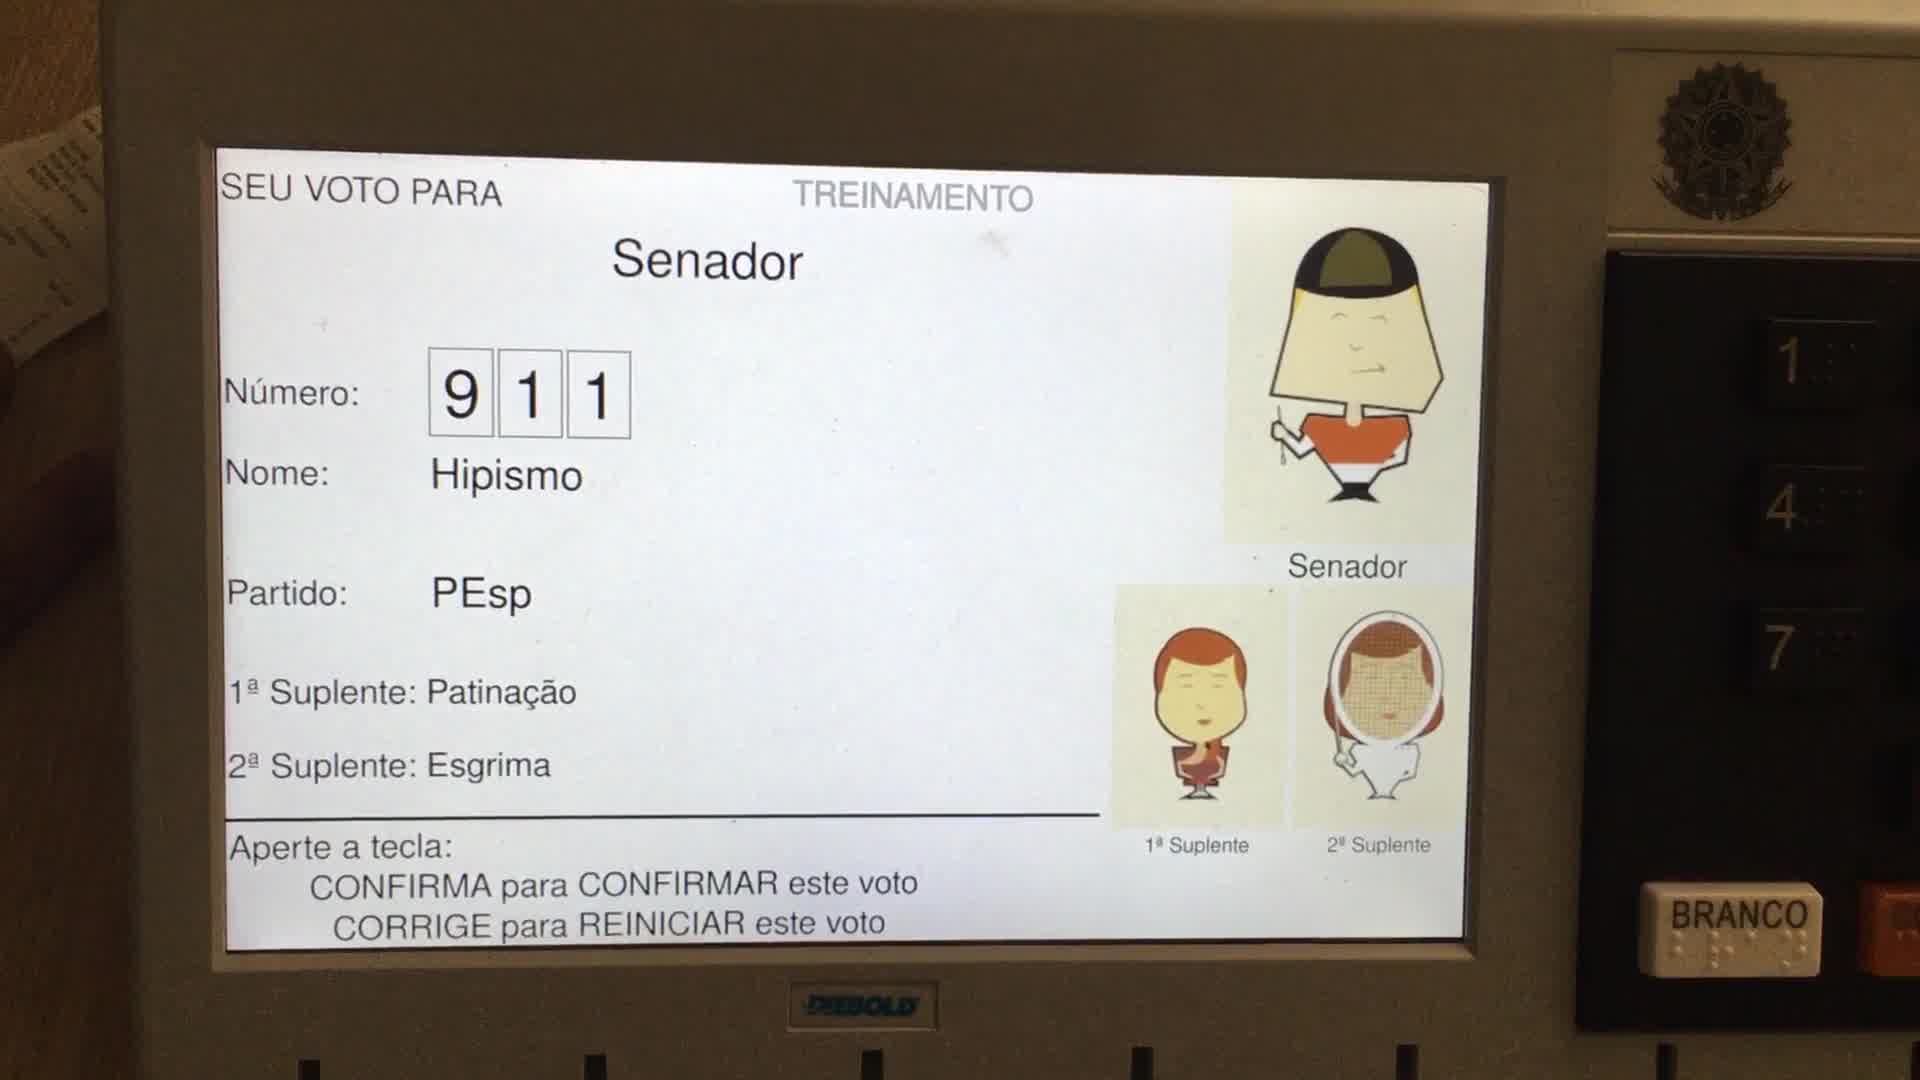 SEU VOTO PARA
TREINAMENTO
Senador
Número: 9 1 1
Nome: Hipismo
Partido: PEsp
1ª Suplente: Patinação
2ª Suplente: Esgrima
Senador
1ª Suplente
2ª Suplente
Aperte a tecla:
CONFIRMA para CONFIRMAR este voto
CORRIGE para REINICIAR este voto
DIEBOLD
1
4
7
BRANCO